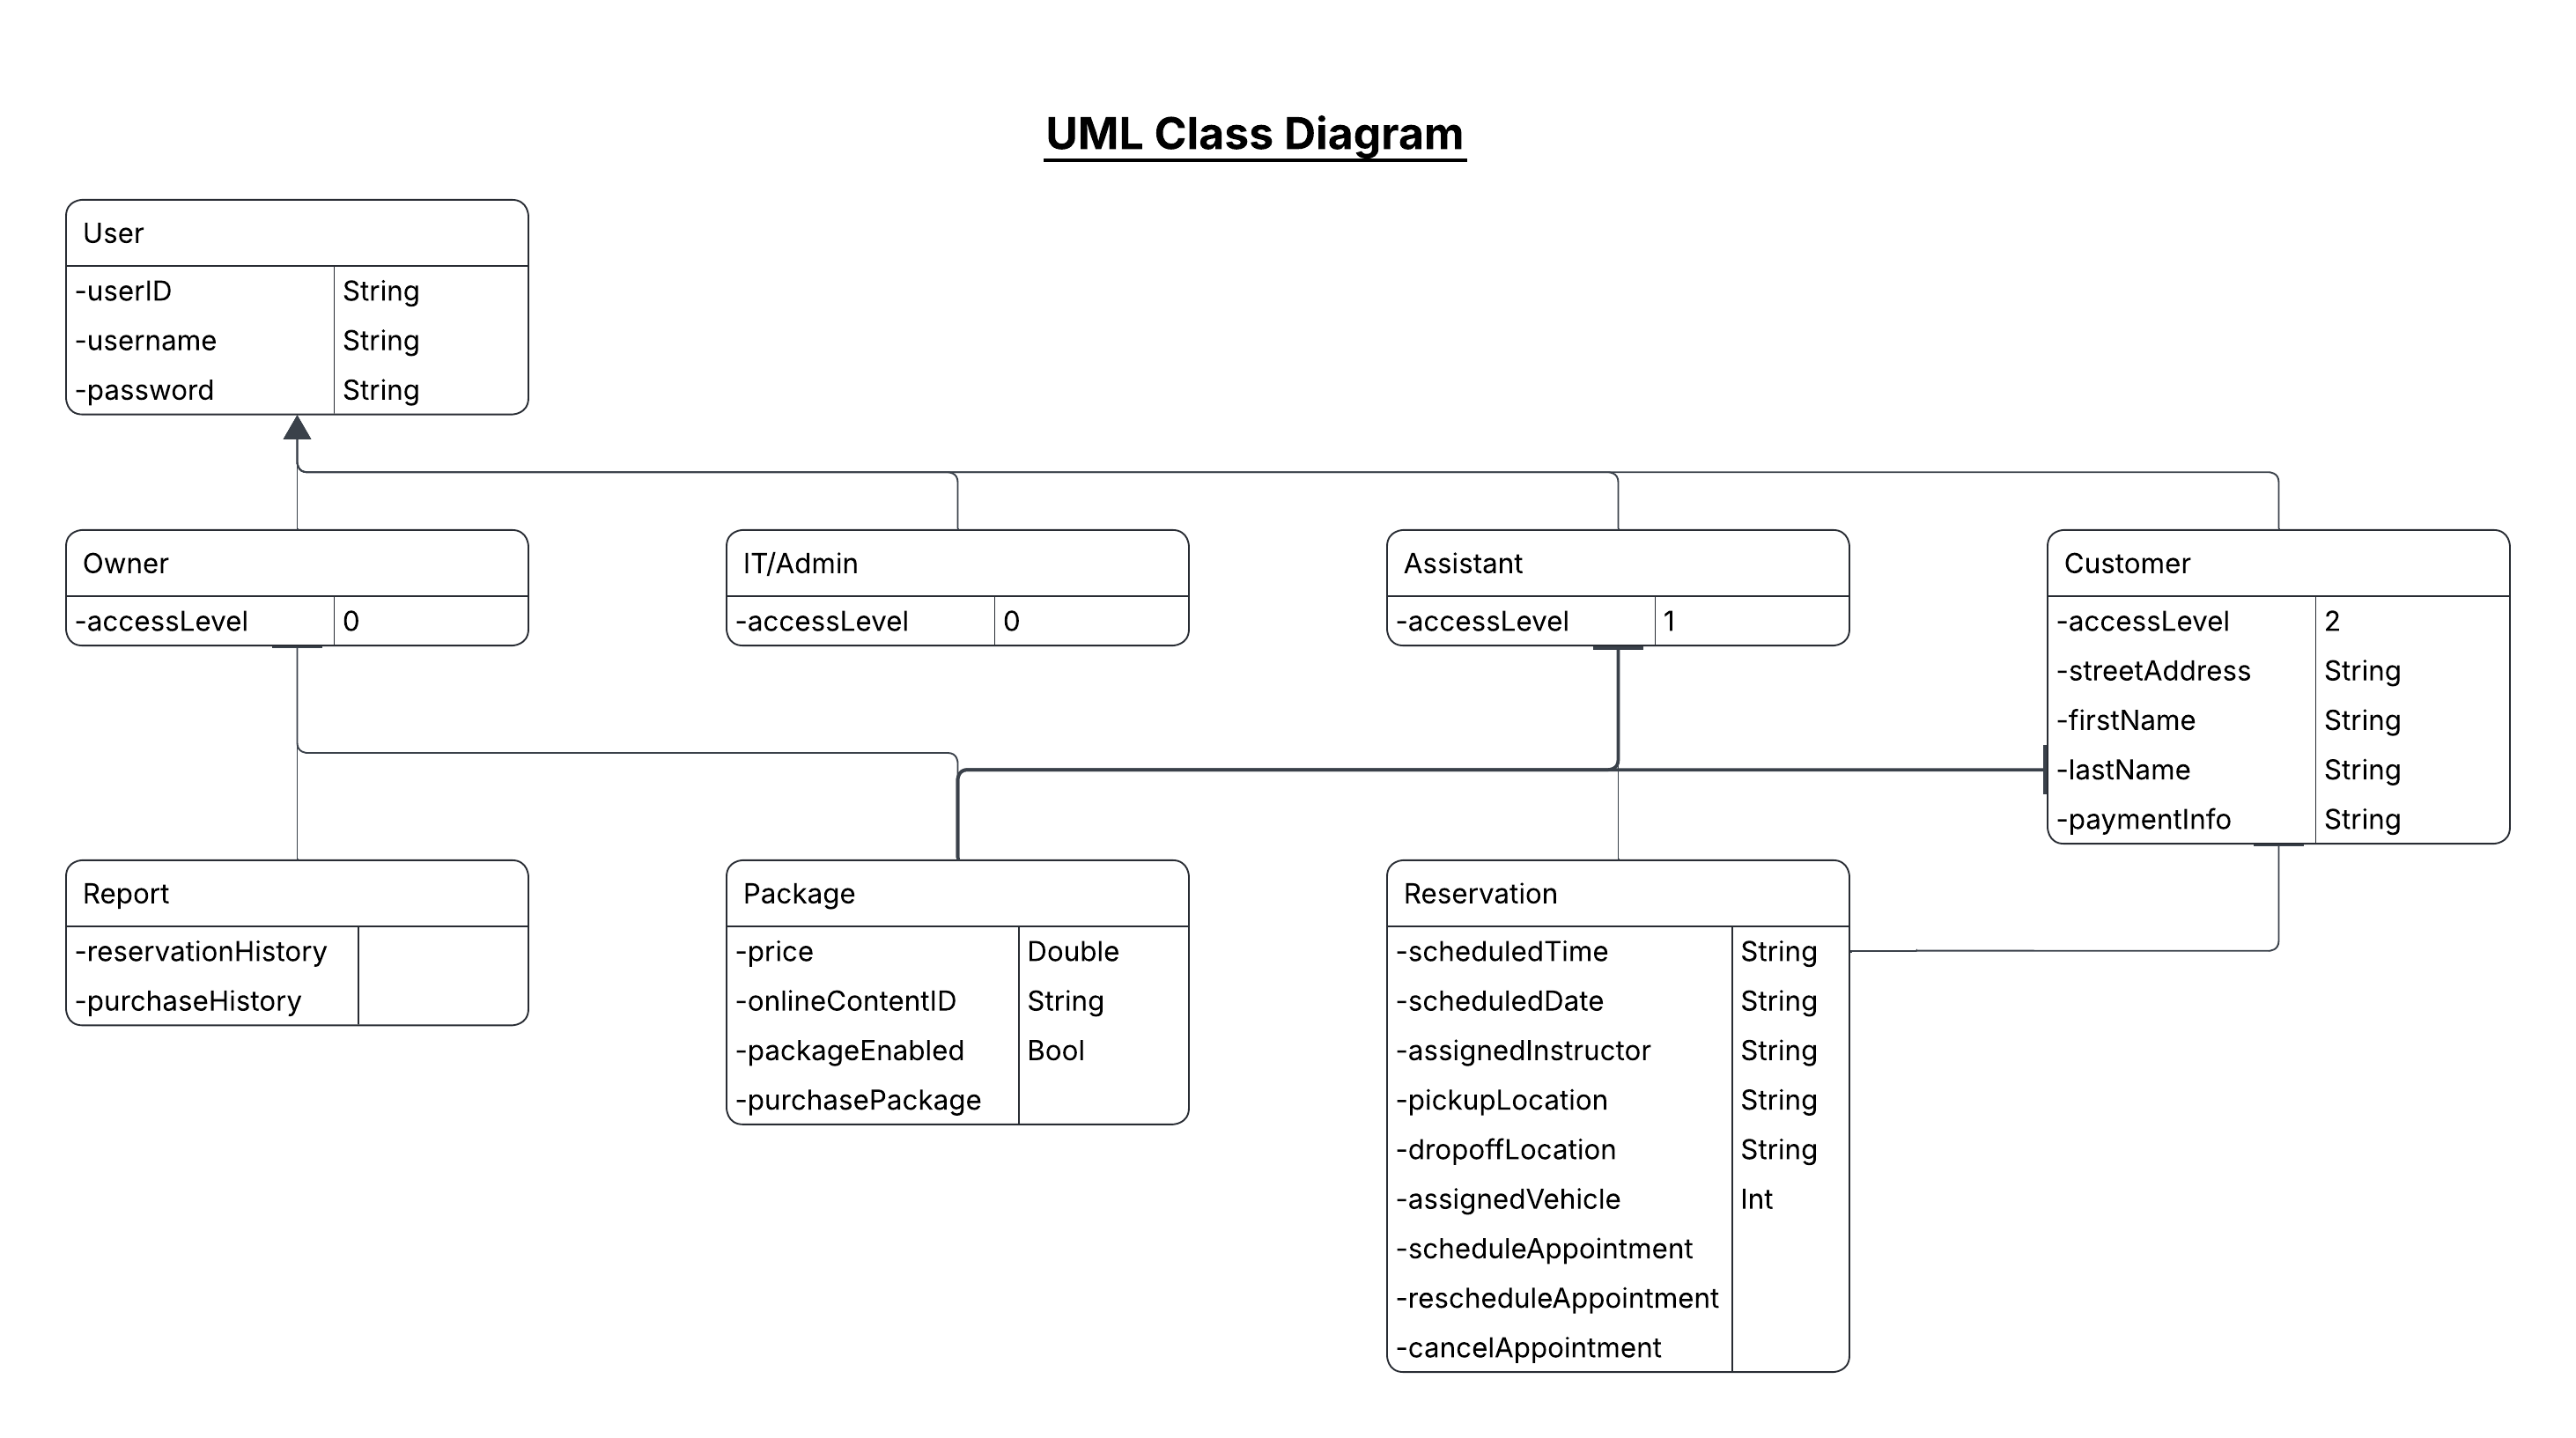 UML Class Diagram
User
-userID String
-username String
-password String
Owner
-accessLevel 0
IT/Admin
-accessLevel 0
Assistant
-accessLevel 1
Customer
-accessLevel 2
-streetAddress String
-firstName String
-lastName String
-paymentInfo String
Report
-reservationHistory
-purchaseHistory
Package
-price Double
-onlineContentID String
-packageEnabled Bool
-purchasePackage
Reservation
-scheduledTime String
-scheduledDate String
-assignedInstructor String
-pickupLocation String
-dropoffLocation String
-assignedVehicle Int
-scheduleAppointment
-rescheduleAppointment
-cancelAppointment